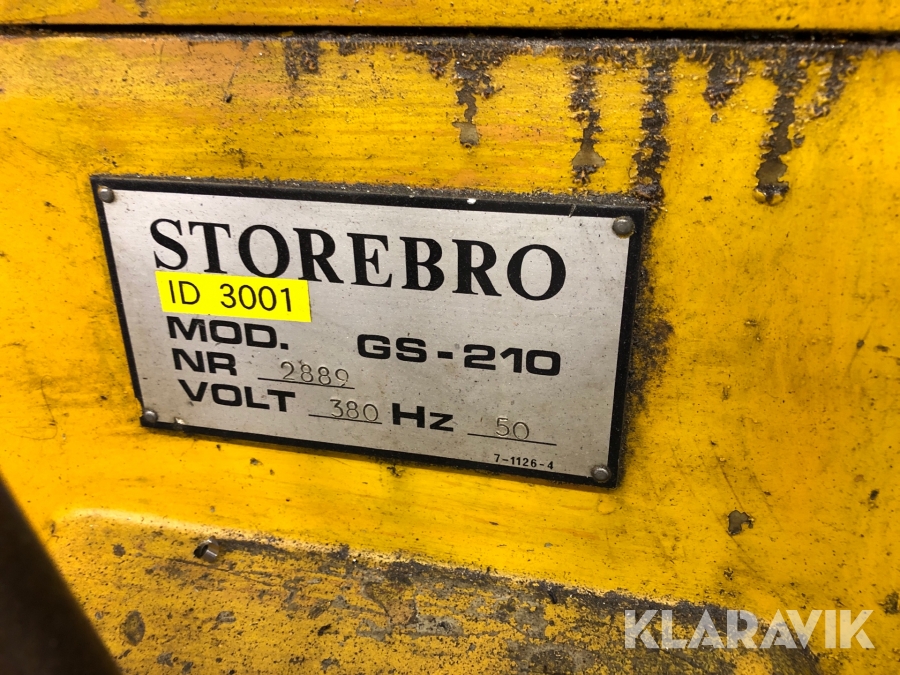 STOREBRO
ID 3001
MOD. GS-210
NR 2889
VOLT 380 Hz 50
7-1126-4
KLARAVIK